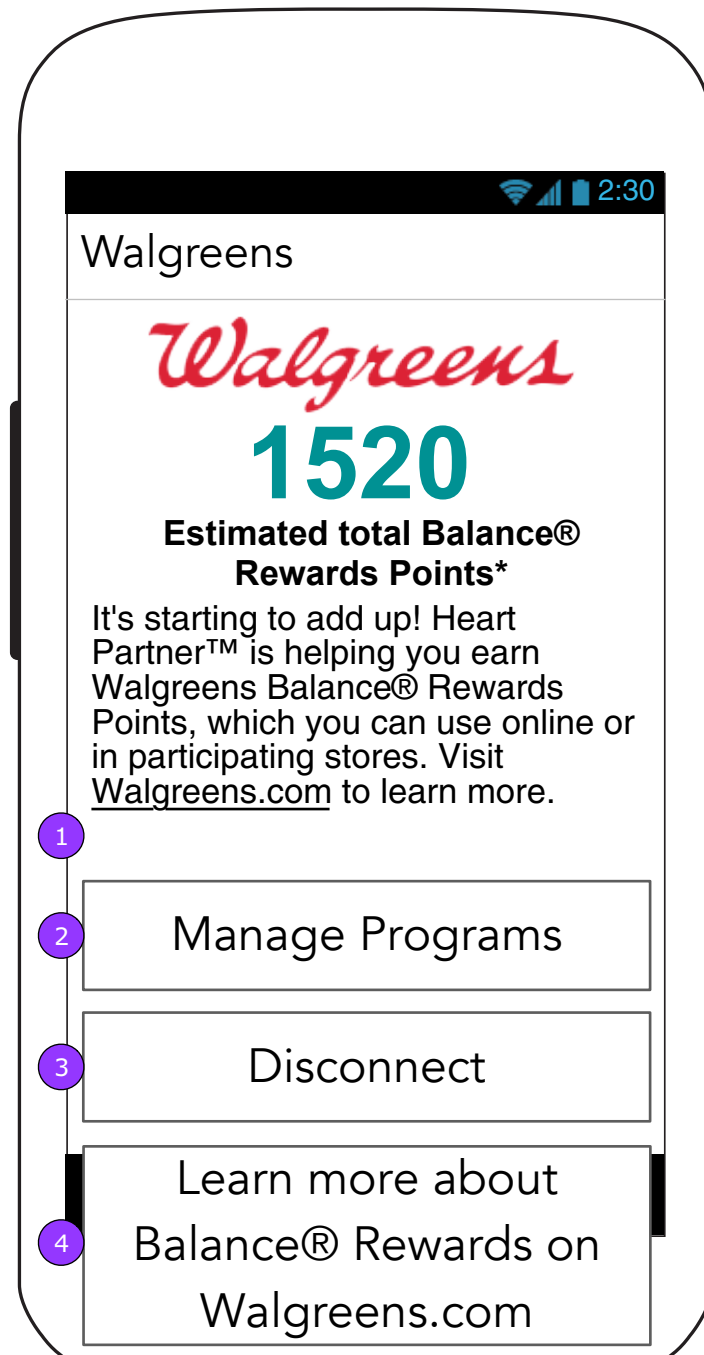 2:30
Walgreens
Walgreens
1520
Estimated total Balance®
Rewards Points*
It's starting to add up! Heart
Partner™ is helping you earn
Walgreens Balance® Rewards
Points, which you can use online or
in participating stores. Visit
Walgreens.com to learn more.
1
2
Manage Programs
3
Disconnect
Learn more about
4
Balance® Rewards on
Walgreens.com